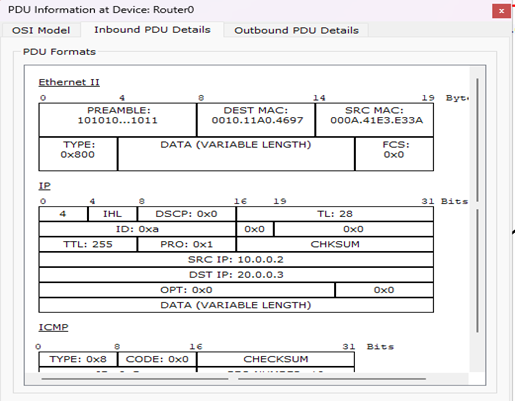 PDU Information at Device: Router0
OSI Model Inbound PDU Details Outbound PDU Details
PDU Formats
Ethernet II
0 4 8 14 19 Byte
PREAMBLE: DEST MAC: SRC MAC:
101010...1011 0010.11A0.4697 000A.41E3.E33A
TYPE: DATA (VARIABLE LENGTH) FCS:
0x800 0x0
IP
0 4 8 16 19 31 Bits
4 IHL DSCP: 0x0 TL: 28
ID: 0xa 0x0 0x0
TTL: 255 PRO: 0x1 CHKSUM
SRC IP: 10.0.0.2
DST IP: 20.0.0.3
OPT: 0x0 0x0
DATA (VARIABLE LENGTH)
ICMP
0 8 16 31 Bits
TYPE: 0x8 CODE: 0x0 CHECKSUM